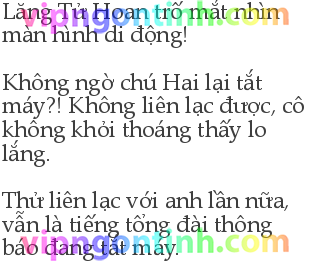 Lăng Tử Hoan trố mắt nhìn
màn hình di động!
Không ngờ chú Hai lại tắt
máy?! Không liên lạc được, cô
không khỏi thoáng thấy lo
lắng.
Thử liên lạc với anh lần nữa,
vẫn là tiếng tổng đài thông
báo đang tắt máy.
vipngontinh.com
vipngontinh.com